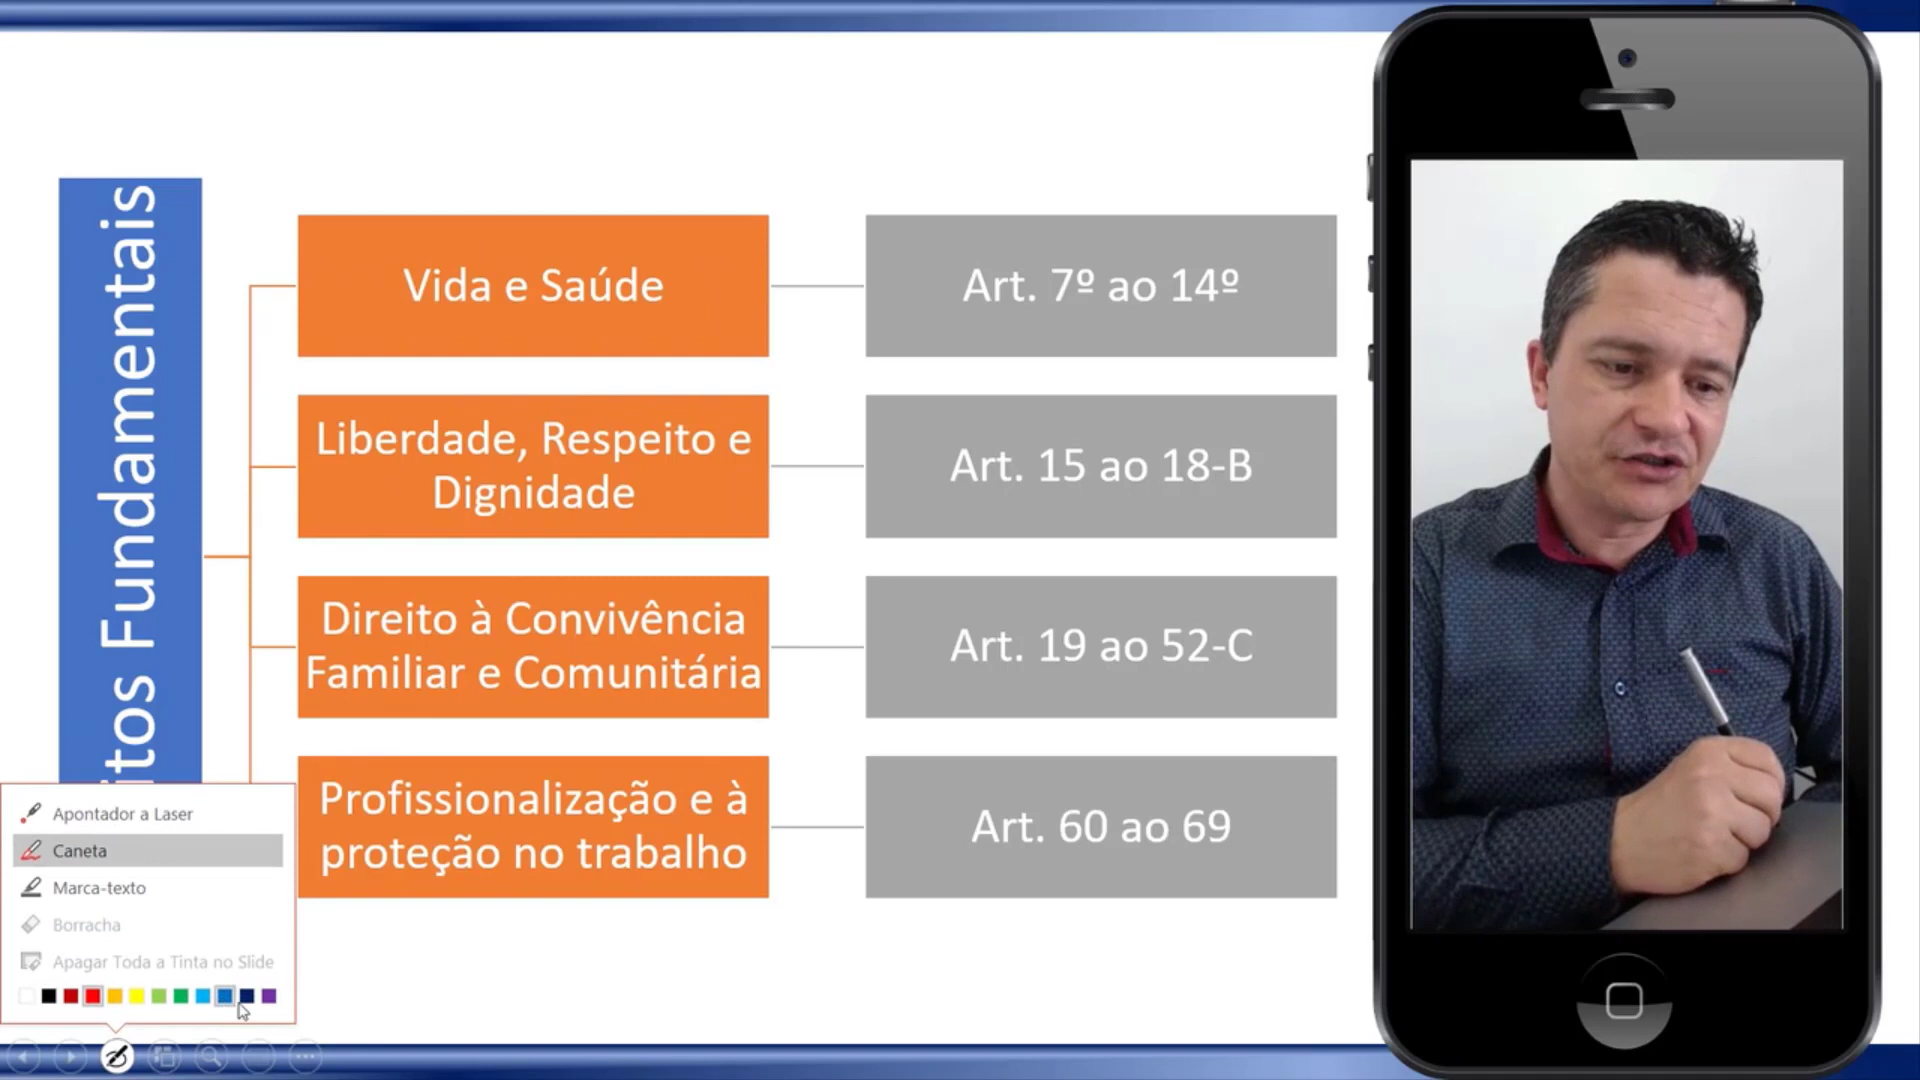 itos Fundamentais
Vida e Saúde
Art. 7º ao 14º
Liberdade, Respeito e
Dignidade
Art. 15 ao 18-B
Direito à Convivência
Familiar e Comunitária
Art. 19 ao 52-C
Profissionalização e à
proteção no trabalho
Art. 60 ao 69
Apontador a Laser
Caneta
Marca-texto
Borracha
Apagar Toda a Tinta no Slide